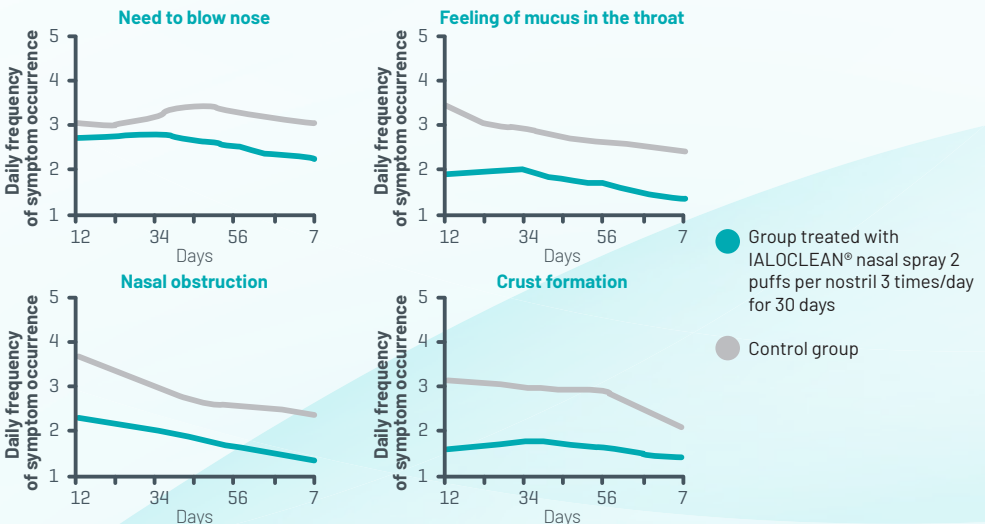 Need to blow nose
Daily frequency
of symptom occurrence
5
4
3
2
1
12 34 56 7
Days
Feeling of mucus in the throat
Daily frequency
of symptom occurrence
5
4
3
2
1
12 34 56 7
Days
Nasal obstruction
Daily frequency
of symptom occurrence
5
4
3
2
1
12 34 56 7
Days
Crust formation
Daily frequency
of symptom occurrence
5
4
3
2
1
12 34 56 7
Days
Group treated with
IALOCLEAN® nasal spray 2
puffs per nostril 3 times/day
for 30 days
Control group